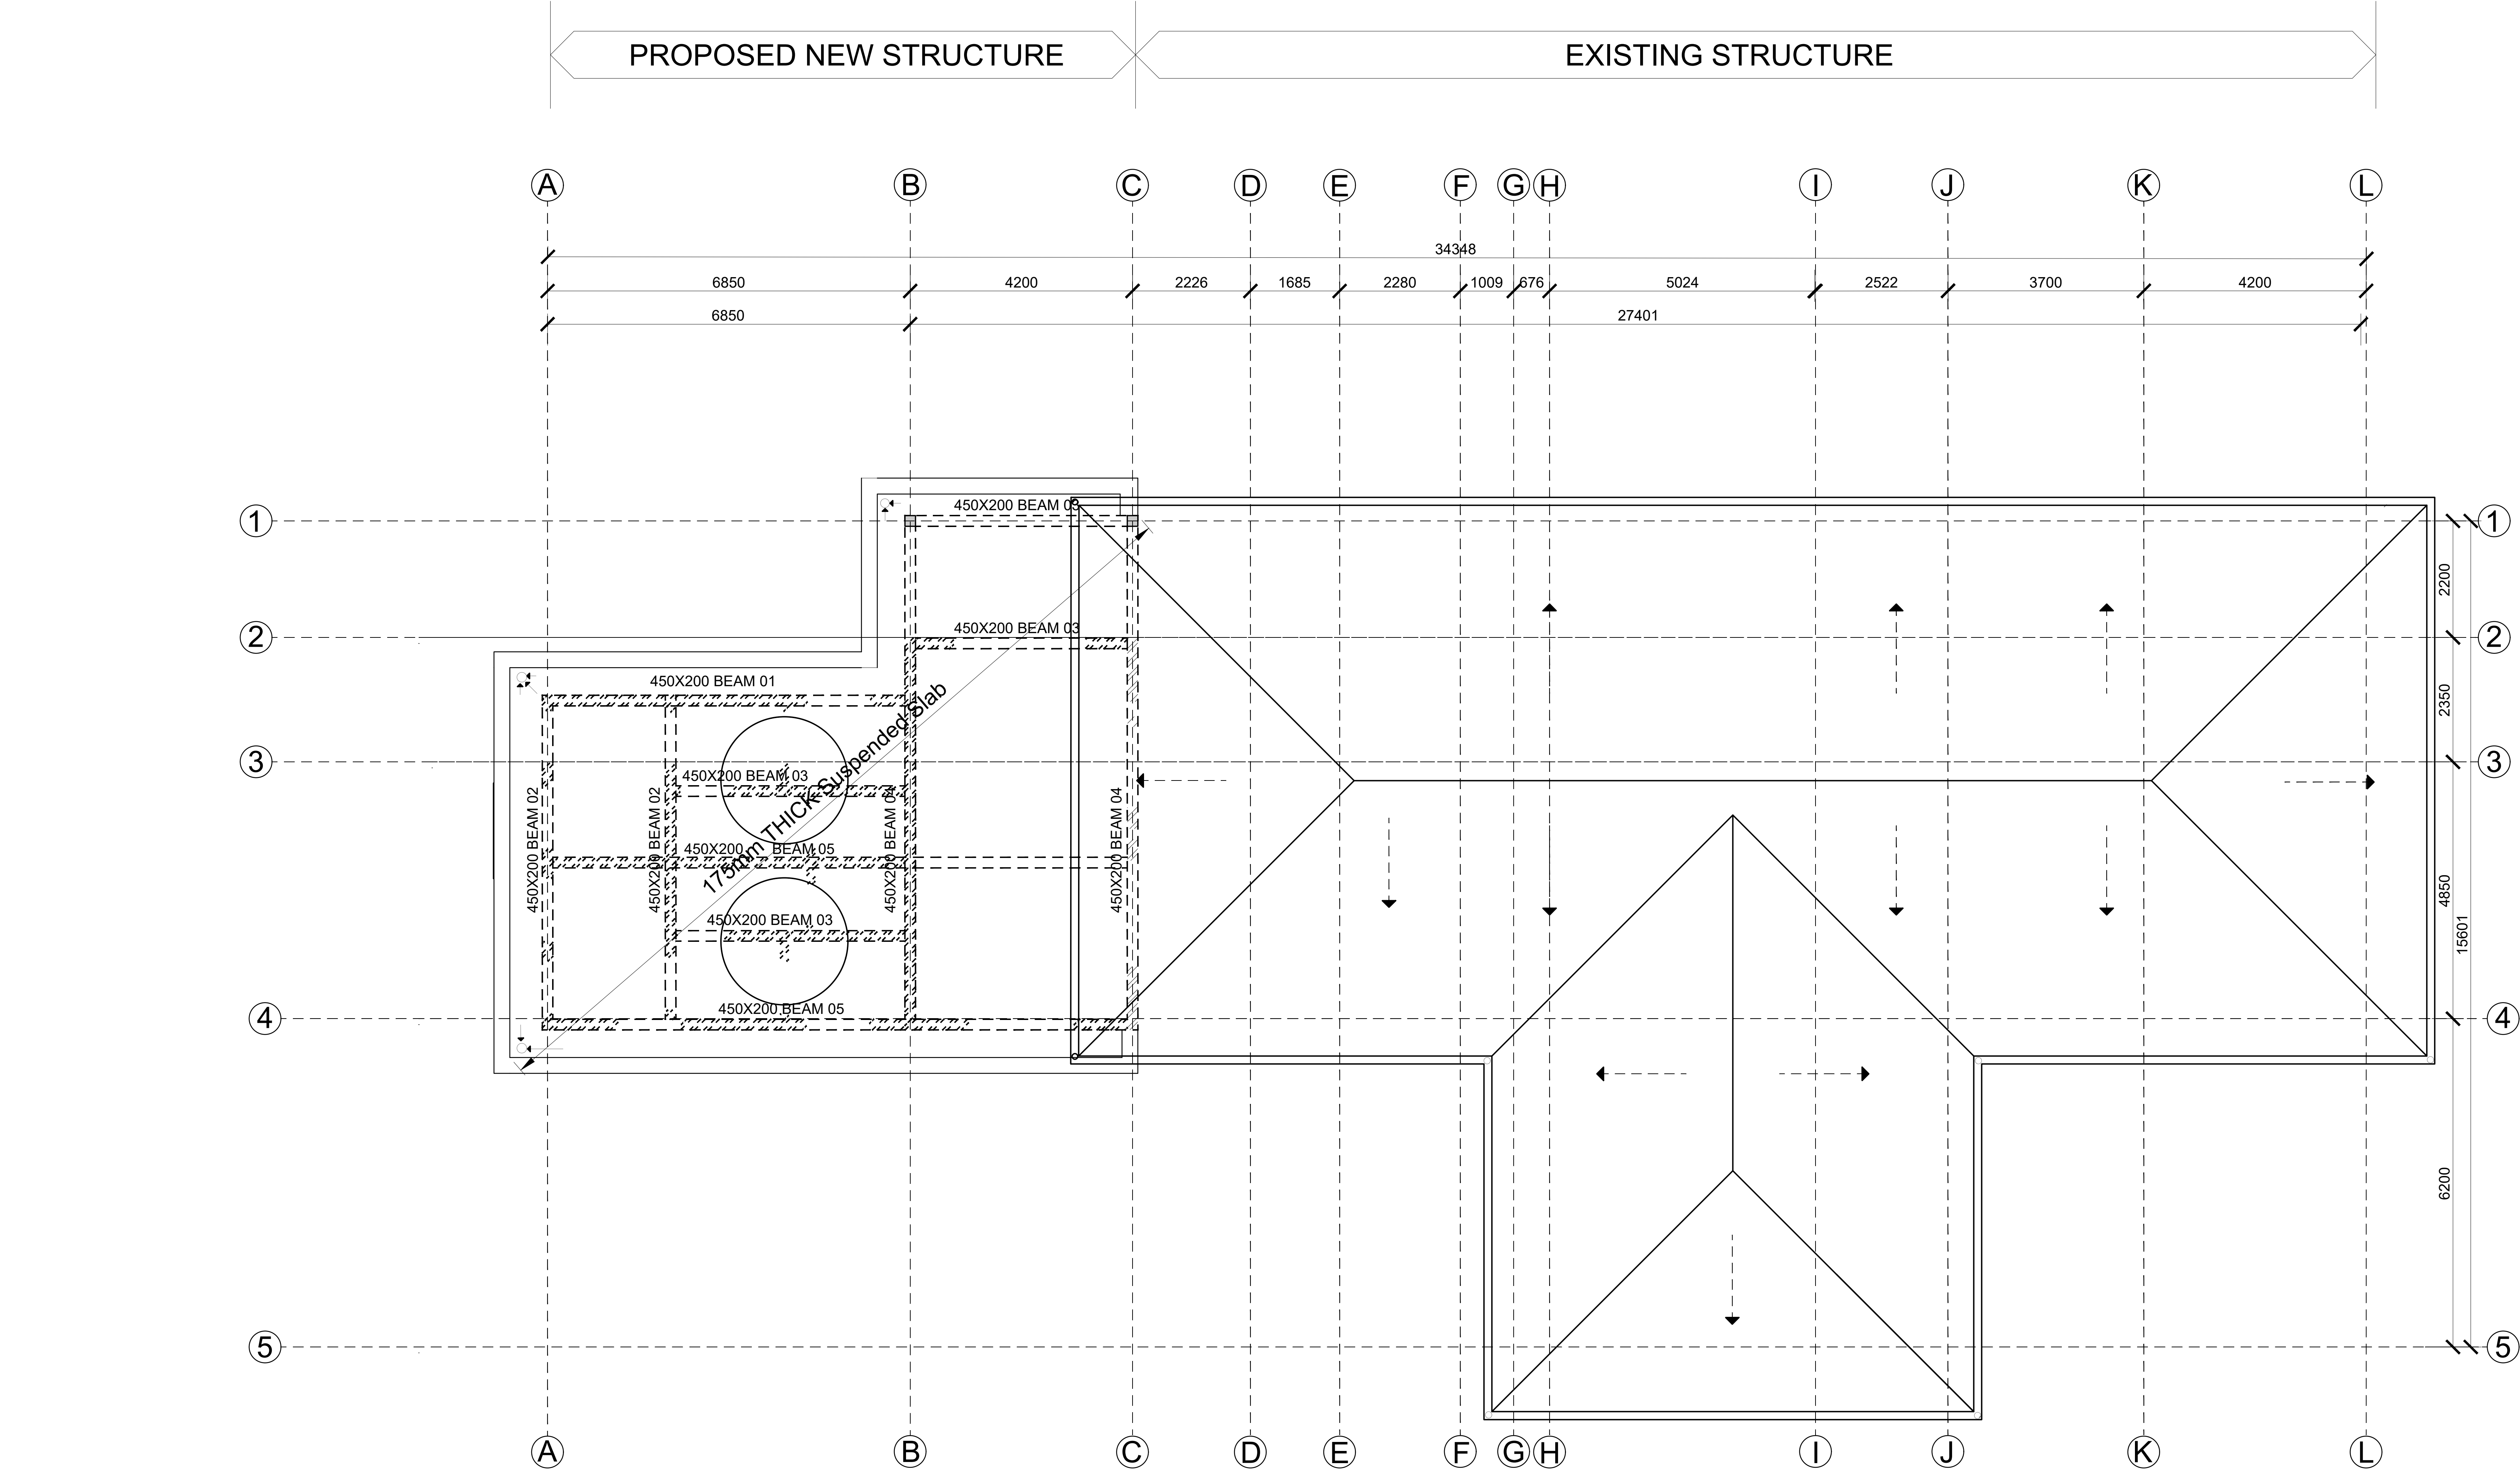 PROPOSED NEW STRUCTURE
EXISTING STRUCTURE
A B C D E F G H I J K L
34348
6850 4200 2226 1685 2280 1009 676 5024 2522 3700 4200
6850 27401
1
450X200 BEAM 03
1
2200
2
450X200 BEAM 03
2
450X200 BEAM 01
175mm THICK Suspended Slab
2350
3
450X200 BEAM 03
3
450X200 BEAM 02
450X200 BEAM 02
450X200 BEAM 04
450X200 BEAM 04
450X200 BEAM 05
4850
15601
450X200 BEAM 03
450X200 BEAM 05
4
4
6200
5
5
A B C D E F G H I J K L